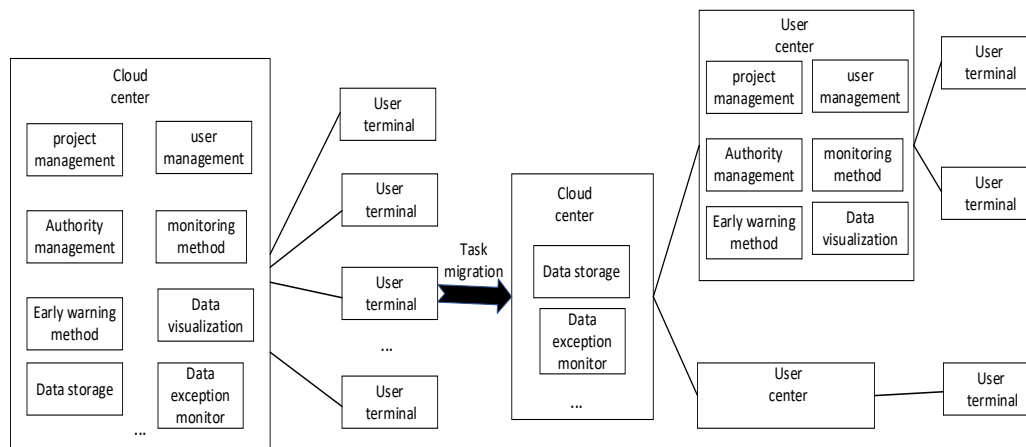 Cloud
center
project
management
user
management
Authority
management
monitoring
method
Early warning
method
Data
visualization
Data storage
Data
exception
monitor
...
User
terminal
User
terminal
User
terminal
...
User
terminal
Task
migration
Cloud
center
Data storage
Data
exception
monitor
...
User
center
project
management
user
management
Authority
management
monitoring
method
Early warning
method
Data
visualization
User
terminal
User
terminal
User
center
User
terminal